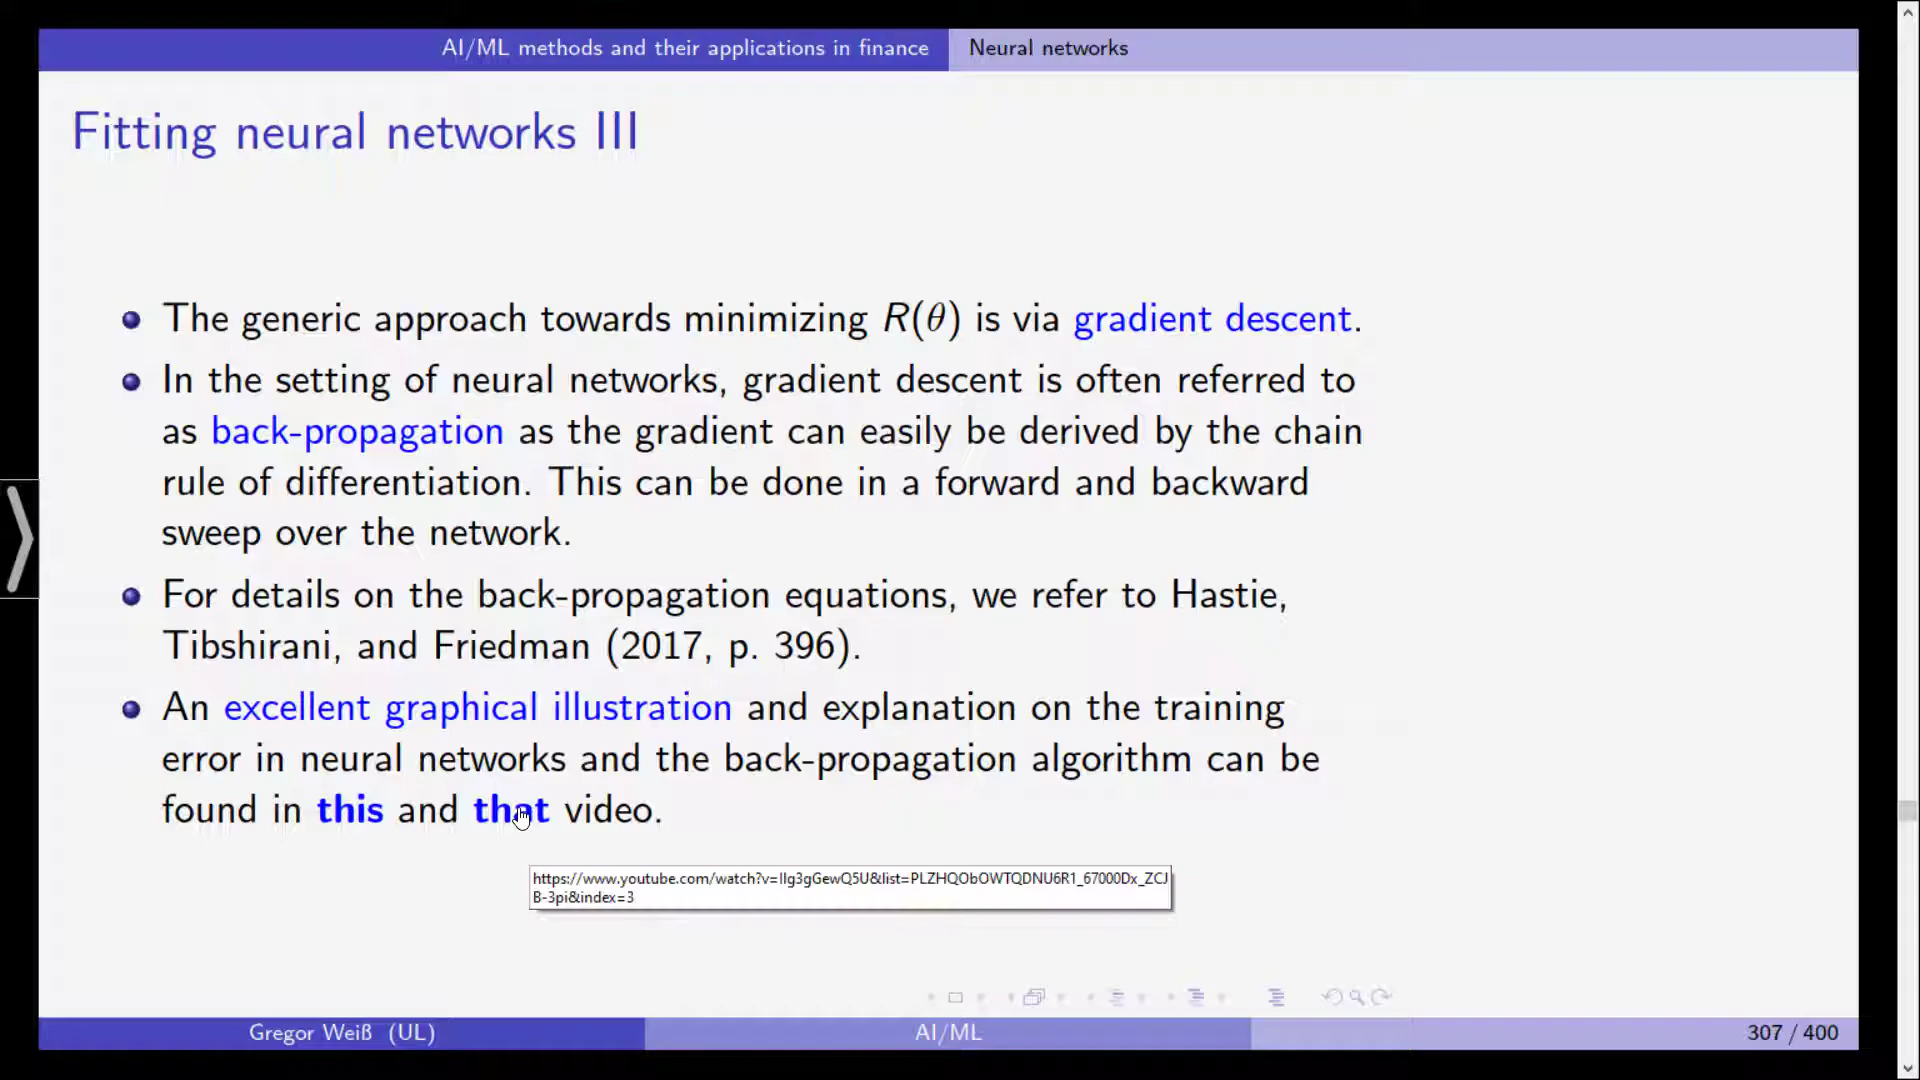 AI/ML methods and their applications in finance Neural networks
Fitting neural networks III
The generic approach towards minimizing R(θ) is via gradient descent.
In the setting of neural networks, gradient descent is often referred to
as back-propagation as the gradient can easily be derived by the chain
rule of differentiation. This can be done in a forward and backward
sweep over the network.
For details on the back-propagation equations, we refer to Hastie,
Tibshirani, and Friedman (2017, p. 396).
An excellent graphical illustration and explanation on the training
error in neural networks and the back-propagation algorithm can be
found in this and that video.
https://www.youtube.com/watch?v=Ilg3gGewQ5U&list=PLZHQObOWTQDNU6R1_67000Dx_ZCJ
B-3pi&index=3
Gregor Weiß (UL) AI/ML 307 / 400